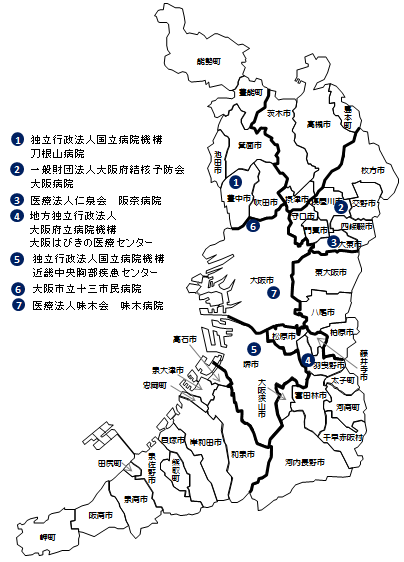 ① 独立行政法人国立病院機構
刀根山病院
② 一般財団法人大阪府結核予防会
大阪病院
③ 医療法人仁泉会 阪奈病院
④ 地方独立行政法人
大阪府立病院機構
大阪はびきの医療センター
⑤ 独立行政法人国立病院機構
近畿中央胸部疾患センター
⑥ 大阪市立十三市民病院
⑦ 医療法人味木会 味木病院
能勢町
豊能町
茨木市
高槻市
島本町
池田市
箕面市
枚方市
①
豊中市
吹田市
摂津市
寝屋川市
②
交野市
守口市
門真市
四條畷市
③
大東市
⑥
大阪市
東大阪市
⑦
八尾市
柏原市
松原市
藤井寺市
高石市
⑤
堺市
④
羽曳野市
太子町
泉大津市
忠岡町
大阪狭山市
富田林市
河南町
千早赤阪村
貝塚市
岸和田市
和泉市
河内長野市
田尻町
泉佐野市
熊取町
泉南市
阪南市
岬町